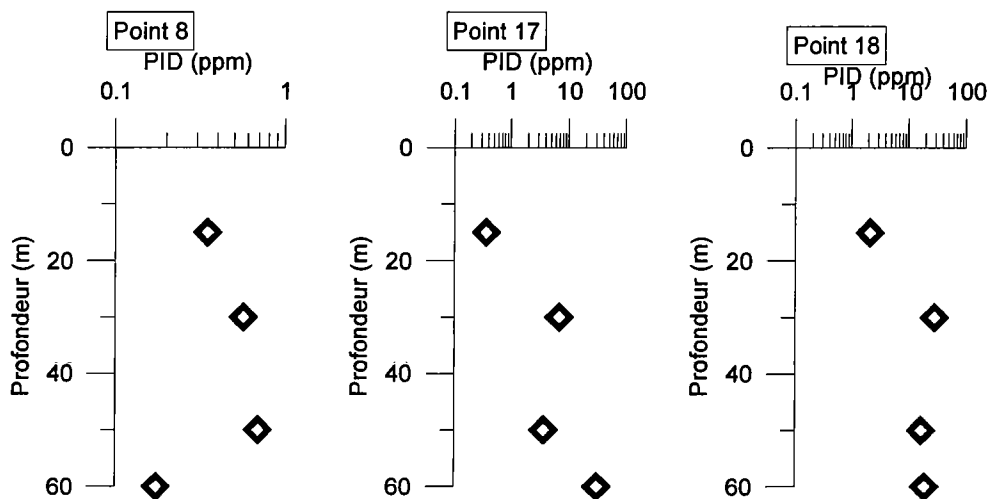 Point 8
PID (ppm)
0.1 1
0
20
40
60
Profondeur (m)
Point 17
PID (ppm)
0.1 1 10 100
0
20
40
60
Profondeur (m)
Point 18
PID (ppm)
0.1 1 10 100
0
20
40
60
Profondeur (m)